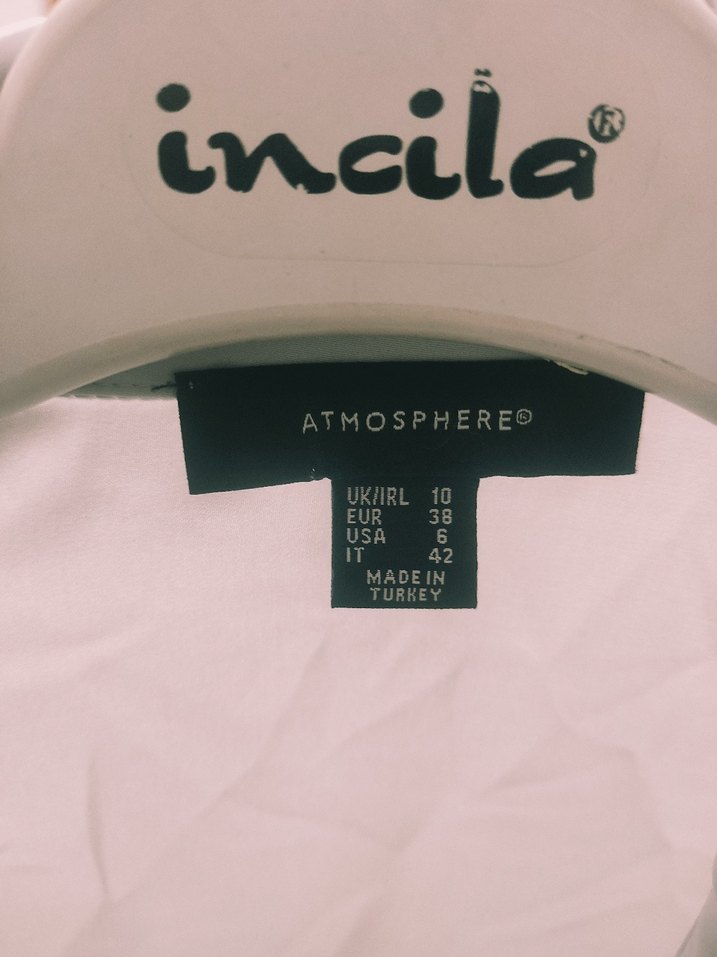 incila®
ATMOSPHERE®
UK/IRL 10
EUR 38
USA 6
IT 42
MADE IN
TURKEY